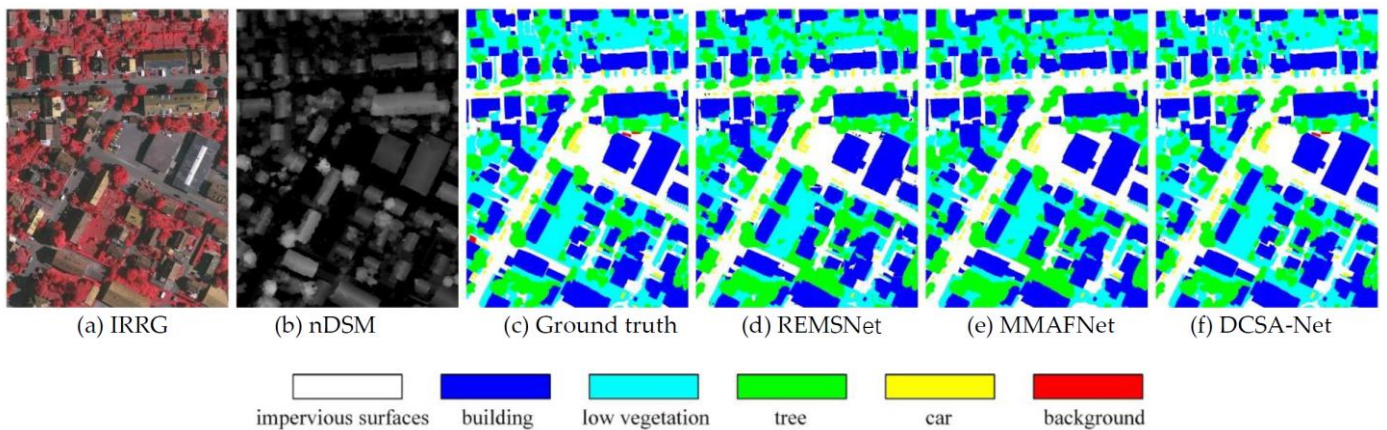 (a) IRRG (b) nDSM (c) Ground truth (d) REMSNet (e) MMAFNet (f) DCSA-Net
impervious surfaces building low vegetation tree car background